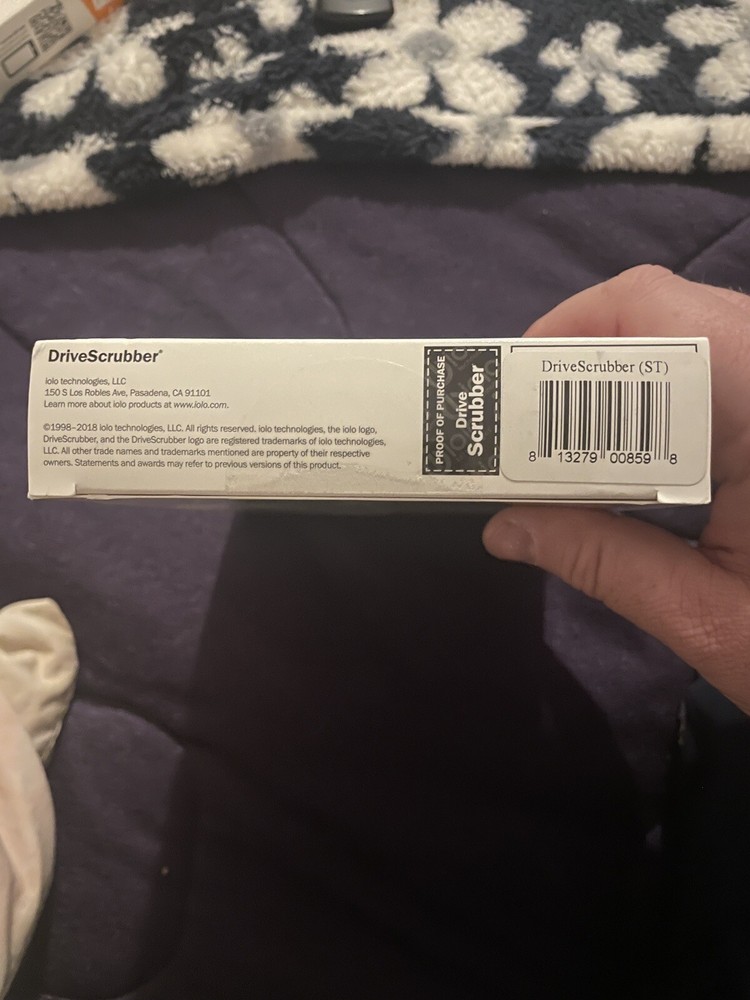 DriveScrubber®
iolo technologies, LLC
150 S Los Robles Ave, Pasadena, CA 91101
Learn more about iolo products at www.iolo.com.
©1998–2018 iolo technologies, LLC. All rights reserved. iolo technologies, the iolo logo,
DriveScrubber, and the DriveScrubber logo are registered trademarks of iolo technologies,
LLC. All other trade names and trademarks mentioned are property of their respective
owners. Statements and awards may refer to previous versions of this product.
PROOF OF PURCHASE
Drive
Scrubber
DriveScrubber (ST)
8 13279 00859 8